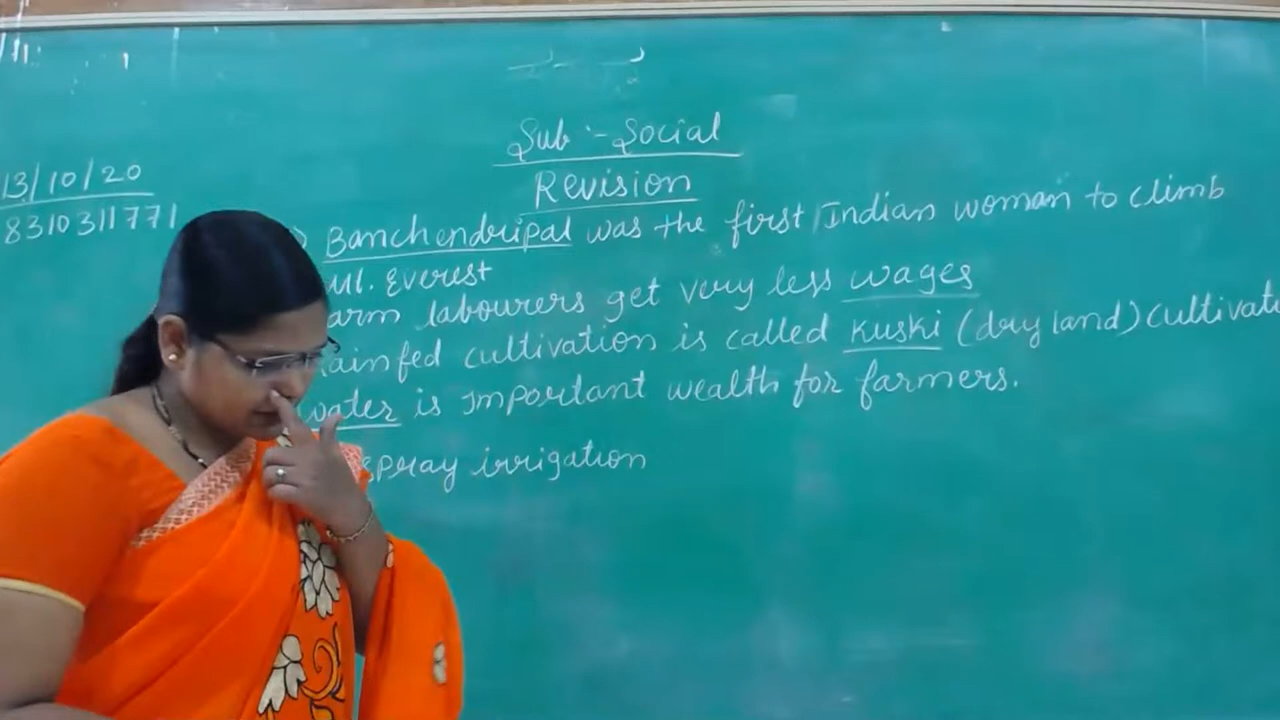 Sub :- Social
Revision
13/10/20
8310311771
Banchendripal was the first Indian woman to climb
Mt. Everest
arm labourers get very less wages
ainfed cultivation is called Kuski (dry land) cultivat
water is important wealth for farmers.
spray irrigation